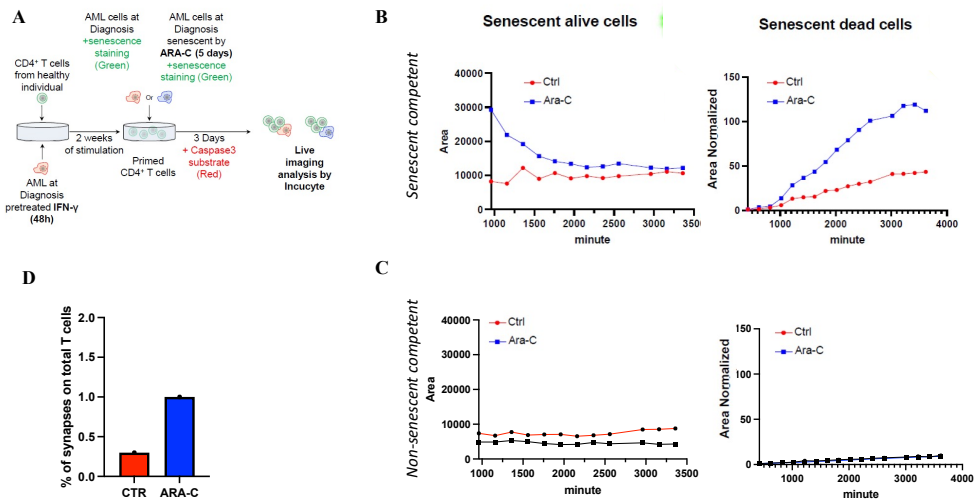 A
AML cells at
Diagnosis
+senescence
staining
(Green)
AML cells at
Diagnosis
senescent by
ARA-C (5 days)
+senescence
staining (Green)
CD4+ T cells
from healthy
individual
Or
2 weeks
of stimulation
Primed
CD4+ T cells
3 Days
+ Caspase3
substrate
(Red)
Live
imaging
analysis by
Incucyte
AML at
Diagnosis
pretreated IFN-γ
(48h)
B
Senescent alive cells
Senescent dead cells
Senescent competent
Area
40000
30000
20000
10000
0
Ctrl
Ara-C
1000 1500 2000 2500 3000 350
minute
Area Normalized
150
100
50
0
Ctrl
Ara-C
1000 2000 3000 4000
minute
D
% of synapses on total T cells
2.0
1.5
1.0
0.5
0.0
CTR ARA-C
C
Non-senescent competent
Area
40000
30000
20000
10000
0
Ctrl
Ara-C
1000 1500 2000 2500 3000 3500
minute
Area Normalized
150
100
50
0
Ctrl
Ara-C
1000 2000 3000 4000
minute